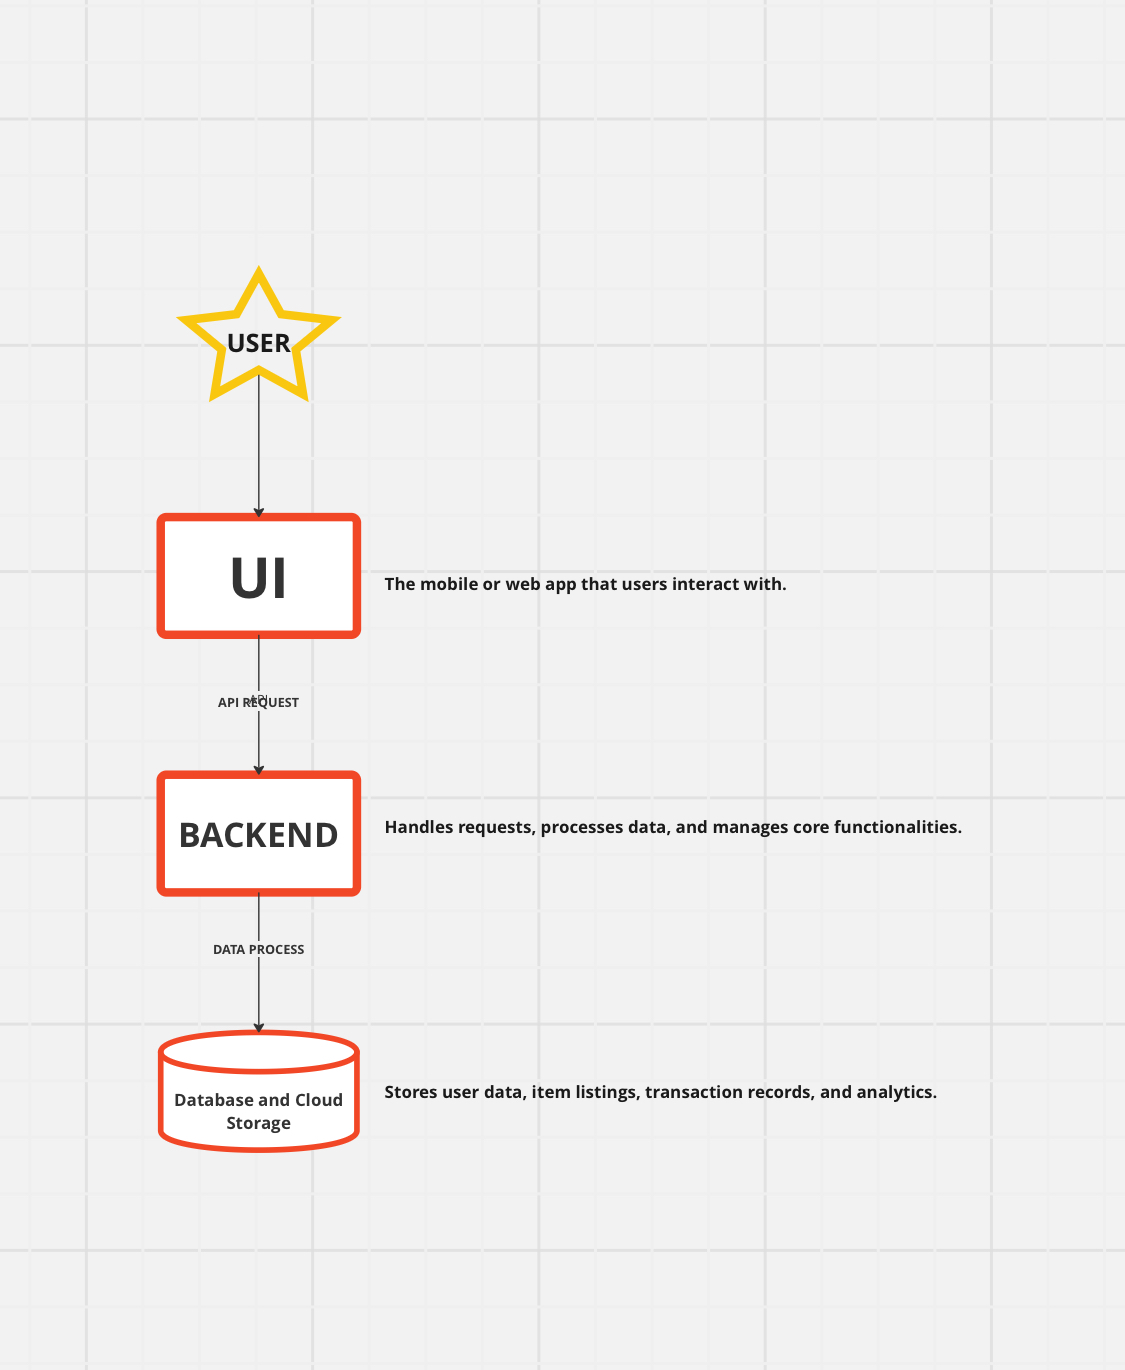 USER
UI
The mobile or web app that users interact with.
API
API REQUEST
BACKEND
Handles requests, processes data, and manages core functionalities.
DATA PROCESS
Database and Cloud
Storage
Stores user data, item listings, transaction records, and analytics.